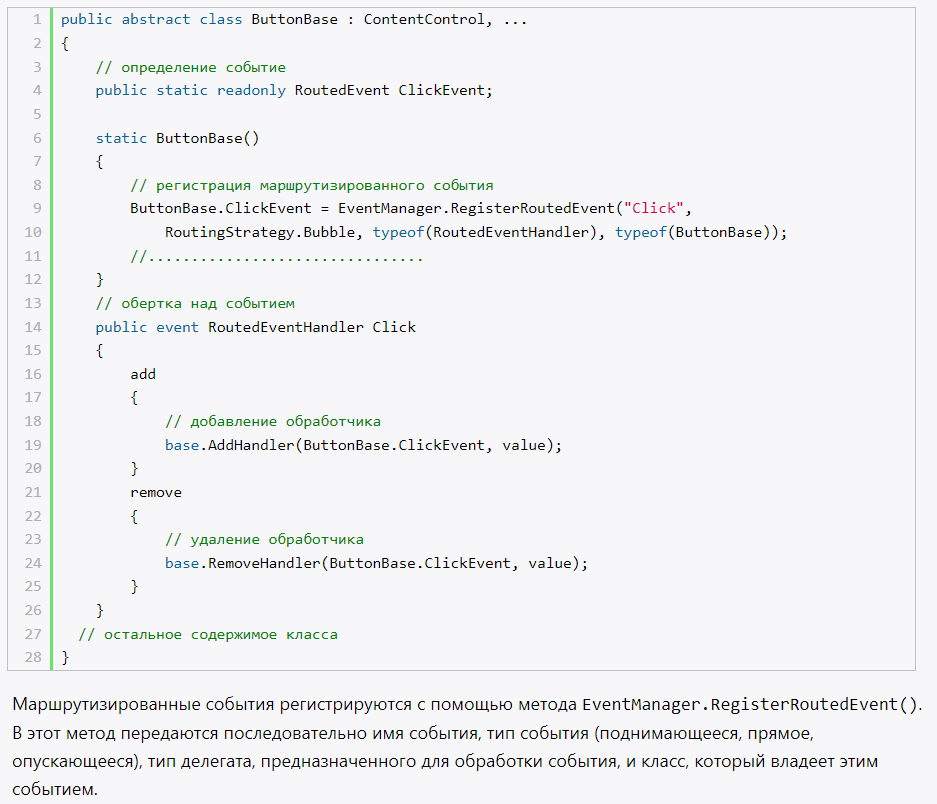 1 public abstract class ButtonBase : ContentControl, ...
2 {
3 // определение событие
4 public static readonly RoutedEvent ClickEvent;
5
6 static ButtonBase()
7 {
8 // регистрация маршрутизированного события
9 ButtonBase.ClickEvent = EventManager.RegisterRoutedEvent("Click",
10 RoutingStrategy.Bubble, typeof(RoutedEventHandler), typeof(ButtonBase));
11 //................................
12 }
13 // обертка над событием
14 public event RoutedEventHandler Click
15 {
16 add
17 {
18 // добавление обработчика
19 base.AddHandler(ButtonBase.ClickEvent, value);
20 }
21 remove
22 {
23 // удаление обработчика
24 base.RemoveHandler(ButtonBase.ClickEvent, value);
25 }
26 }
27 // остальное содержимое класса
28 }
Маршрутизированные события регистрируются с помощью метода EventManager.RegisterRoutedEvent().
В этот метод передаются последовательно имя события, тип события (поднимающееся, прямое,
опускающееся), тип делегата, предназначенного для обработки события, и класс, который владеет этим
событием.